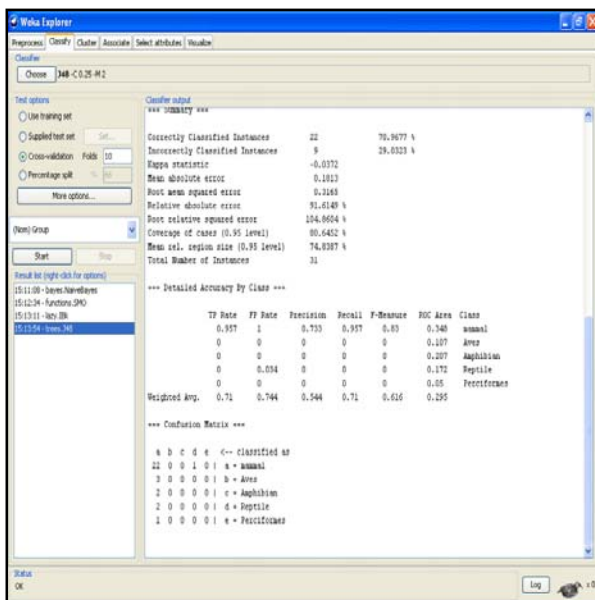 Weka Explorer
Preprocess Classify Cluster Associate Select attributes Visualize
Classifier
Choose J48 -C 0.25 -M 2
Test options
Use training set
Supplied test set Set...
Cross-validation Folds 10
Percentage split %
More options...
(Nom) Group
Start Stop
Result list (right-click for options)
15:11:08 - bayes.NaiveBayes
15:12:34 - functions.SMO
15:13:11 - lazy.IBk
15:13:54 - trees.J48
Classifier output
=== Summary ===
Correctly Classified Instances 22 70.9677 %
Incorrectly Classified Instances 9 29.0323 %
Kappa statistic -0.0372
Mean absolute error 0.1813
Root mean squared error 0.3165
Relative absolute error 91.6149 %
Root relative squared error 104.8604 %
Coverage of cases (0.95 level) 80.6452 %
Mean rel. region size (0.95 level) 74.8387 %
Total Number of Instances 31
=== Detailed Accuracy By Class ===
TP Rate FP Rate Precision Recall F-Measure ROC Area Class
0.957 1 0.733 0.957 0.83 0.348 mammal
0 0 0 0 0 0.107 Aves
0 0 0 0 0 0.207 Amphibian
0 0.034 0 0 0 0.172 Reptile
0 0 0 0 0 0.05 Perciformes
Weighted Avg. 0.71 0.744 0.544 0.71 0.616 0.295
=== Confusion Matrix ===
a b c d e <-- classified as
22 0 0 1 0 | a = mammal
3 0 0 0 0 | b = Aves
2 0 0 0 0 | c = Amphibian
2 0 0 0 0 | d = Reptile
1 0 0 0 0 | e = Perciformes
Status
OK
Log
x 0